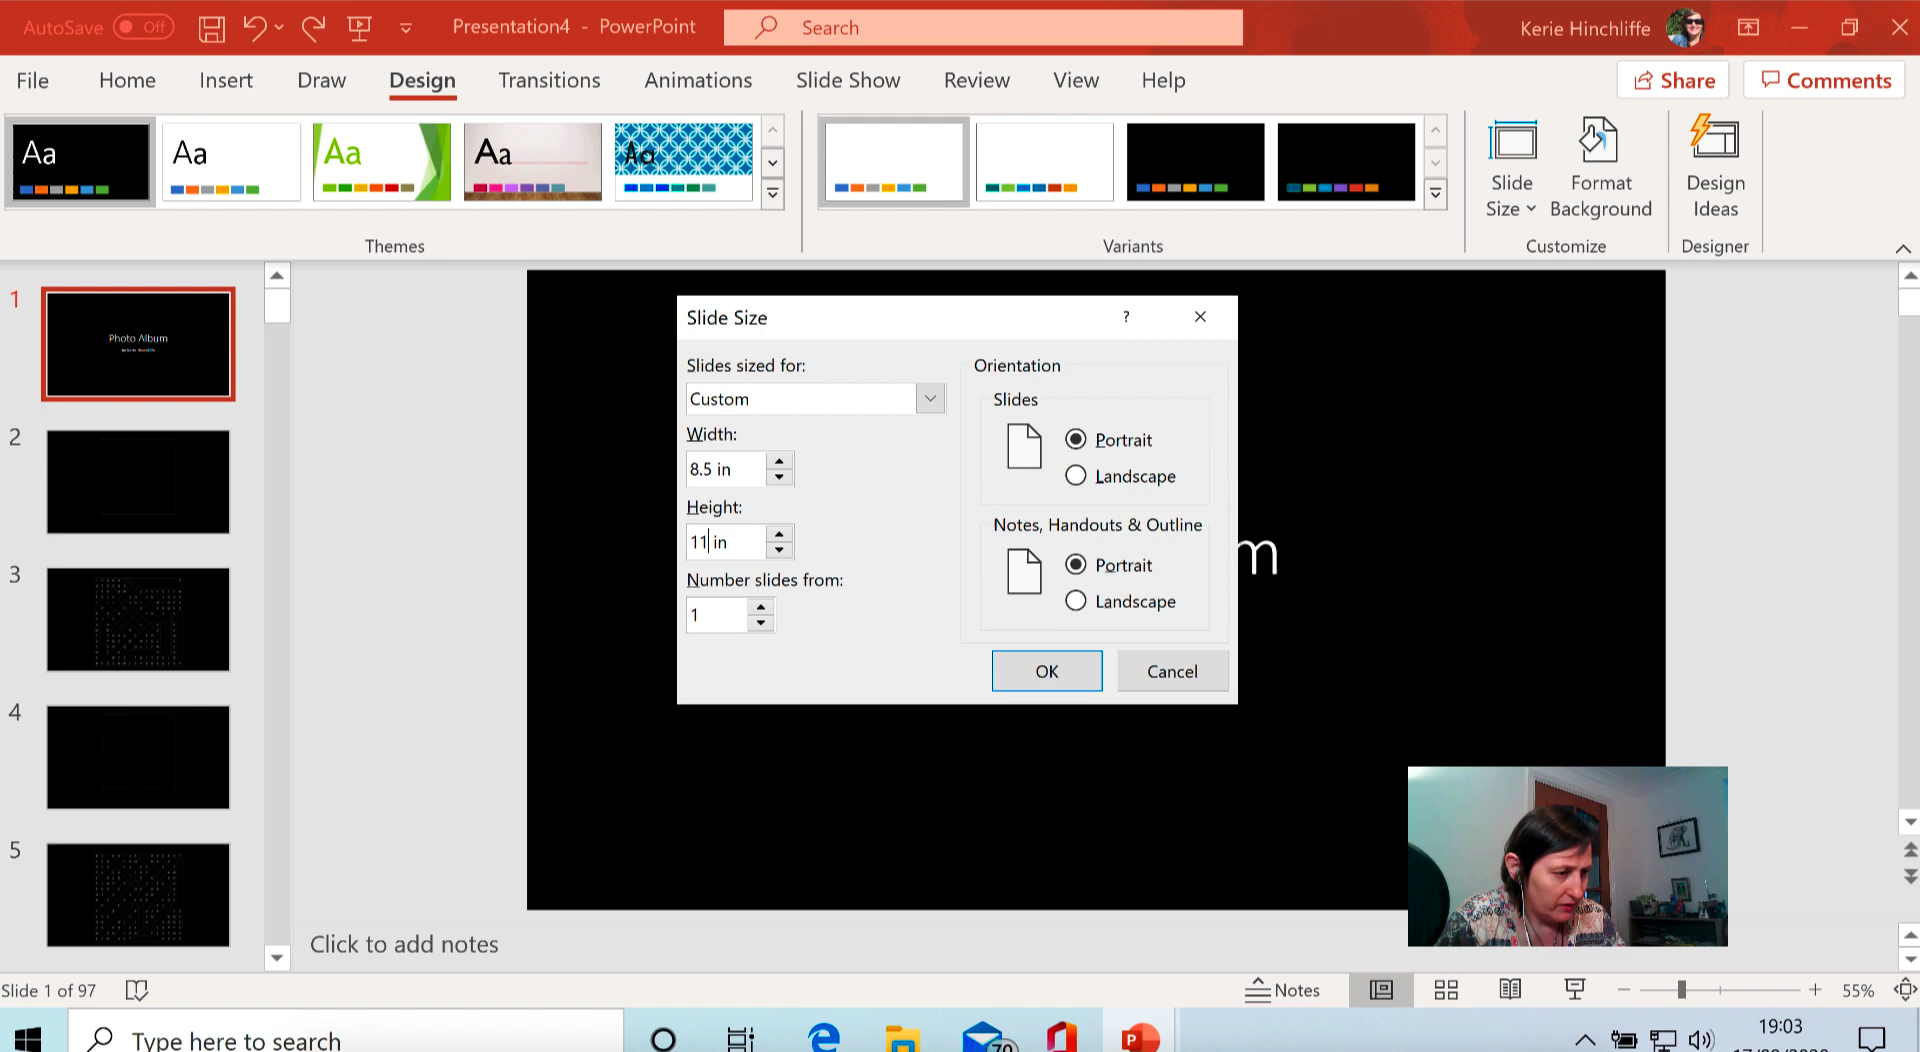 AutoSave Off Presentation4 - PowerPoint Search Kerie Hinchliffe
File Home Insert Draw Design Transitions Animations Slide Show Review View Help Share Comments
Aa Aa Aa Aa Aa
Slide Size Format Background Design Ideas
Themes Variants Customize Designer
1
Photo Album
2
3
4
5
Slide Size ?
Slides sized for:
Custom
Width:
8.5 in
Height:
11 in
Number slides from:
1
Orientation
Slides
Portrait
Landscape
Notes, Handouts & Outline
Portrait
Landscape
OK Cancel
m
Click to add notes
Slide 1 of 97 Notes 55%
Type here to search 70 P 19:03